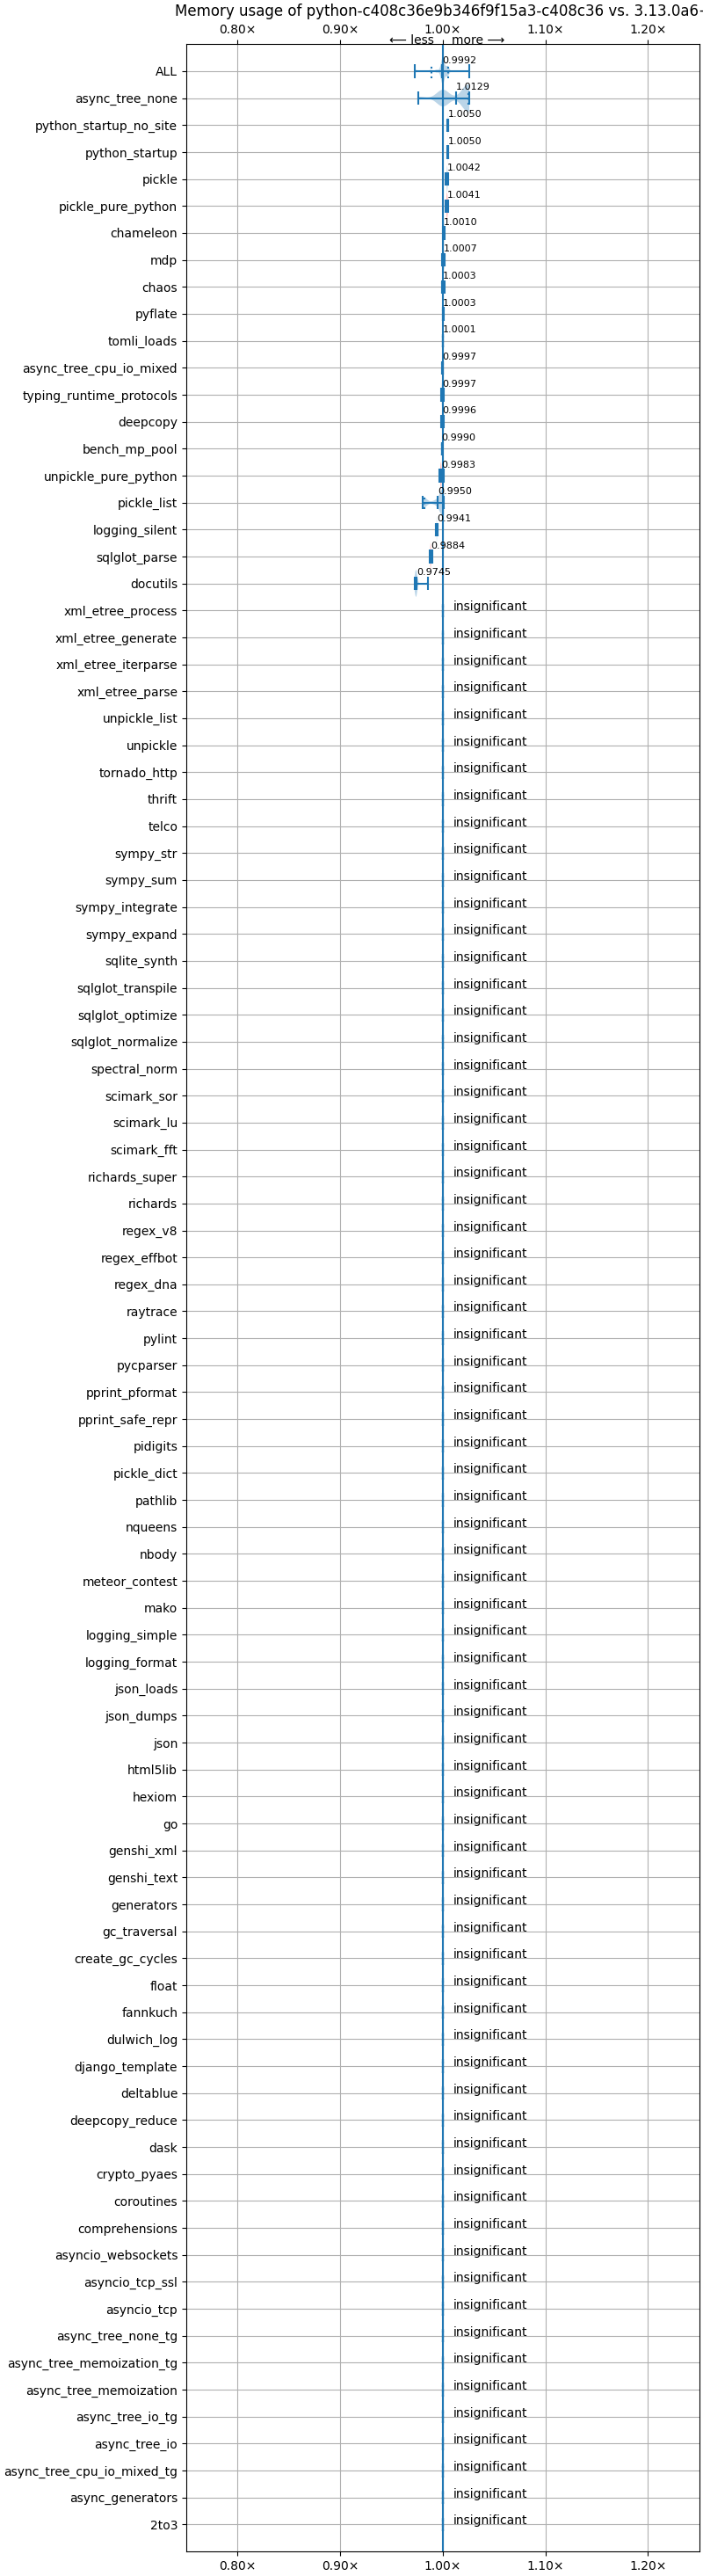 Memory usage of python-c408c36e9b346f9f15a3-c408c36 vs. 3.13.0a6-
0.80× 0.90× 1.00× 1.10× 1.20×
⟵ less more ⟶
ALL 0.9992
async_tree_none 1.0129
python_startup_no_site 1.0050
python_startup 1.0050
pickle 1.0042
pickle_pure_python 1.0041
chameleon 1.0010
mdp 1.0007
chaos 1.0003
pyflate 1.0003
tomli_loads 1.0001
async_tree_cpu_io_mixed 0.9997
typing_runtime_protocols 0.9997
deepcopy 0.9996
bench_mp_pool 0.9990
unpickle_pure_python 0.9983
pickle_list 0.9950
logging_silent 0.9941
sqlglot_parse 0.9884
docutils 0.9745
xml_etree_process insignificant
xml_etree_generate insignificant
xml_etree_iterparse insignificant
xml_etree_parse insignificant
unpickle_list insignificant
unpickle insignificant
tornado_http insignificant
thrift insignificant
telco insignificant
sympy_str insignificant
sympy_sum insignificant
sympy_integrate insignificant
sympy_expand insignificant
sqlite_synth insignificant
sqlglot_transpile insignificant
sqlglot_optimize insignificant
sqlglot_normalize insignificant
spectral_norm insignificant
scimark_sor insignificant
scimark_lu insignificant
scimark_fft insignificant
richards_super insignificant
richards insignificant
regex_v8 insignificant
regex_effbot insignificant
regex_dna insignificant
raytrace insignificant
pylint insignificant
pycparser insignificant
pprint_pformat insignificant
pprint_safe_repr insignificant
pidigits insignificant
pickle_dict insignificant
pathlib insignificant
nqueens insignificant
nbody insignificant
meteor_contest insignificant
mako insignificant
logging_simple insignificant
logging_format insignificant
json_loads insignificant
json_dumps insignificant
json insignificant
html5lib insignificant
hexiom insignificant
go insignificant
genshi_xml insignificant
genshi_text insignificant
generators insignificant
gc_traversal insignificant
create_gc_cycles insignificant
float insignificant
fannkuch insignificant
dulwich_log insignificant
django_template insignificant
deltablue insignificant
deepcopy_reduce insignificant
dask insignificant
crypto_pyaes insignificant
coroutines insignificant
comprehensions insignificant
asyncio_websockets insignificant
asyncio_tcp_ssl insignificant
asyncio_tcp insignificant
async_tree_none_tg insignificant
async_tree_memoization_tg insignificant
async_tree_memoization insignificant
async_tree_io_tg insignificant
async_tree_io insignificant
async_tree_cpu_io_mixed_tg insignificant
async_generators insignificant
2to3 insignificant
0.80× 0.90× 1.00× 1.10× 1.20×